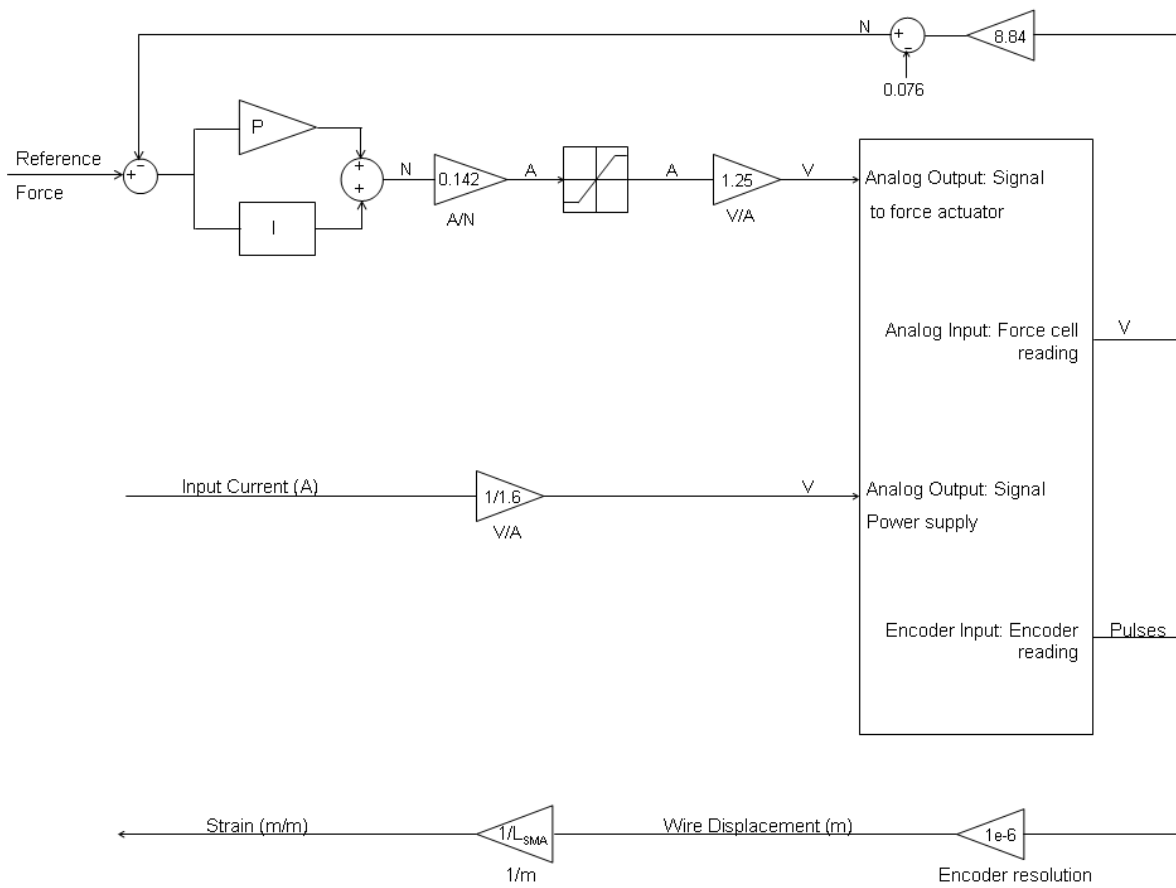 N
+
−
8.84
0.076
P
Reference
Force
+
−
+
+
N
0.142
A/N
A
A
1.25
V/A
V
I
Analog Output: Signal
to force actuator
Analog Input: Force cell
reading
V
Input Current (A)
1/1.6
V/A
V
Analog Output: Signal
Power supply
Encoder Input: Encoder
reading
Pulses
Strain (m/m)
1/L_SMA
1/m
Wire Displacement (m)
1e-6
Encoder resolution